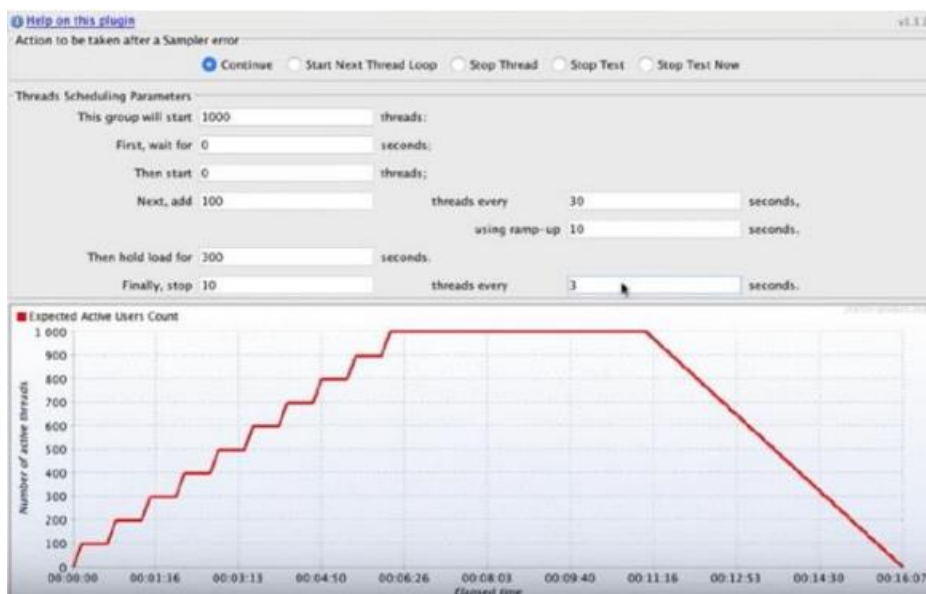 Help on this plugin
Action to be taken after a Sampler error
Continue Start Next Thread Loop Stop Thread Stop Test Stop Test Now
Threads Scheduling Parameters
This group will start 1000 threads:
First, wait for 0 seconds;
Then start 0 threads;
Next, add 100 threads every 30 seconds,
using ramp-up 10 seconds.
Then hold load for 300 seconds.
Finally, stop 10 threads every 3 seconds.
Expected Active Users Count
1 000
900
800
700
600
500
400
300
200
100
0
Number of active threads
00:00:00 00:01:36 00:03:13 00:04:50 00:06:26 00:08:03 00:09:40 00:11:16 00:12:53 00:14:30 00:16:07
Elapsed time